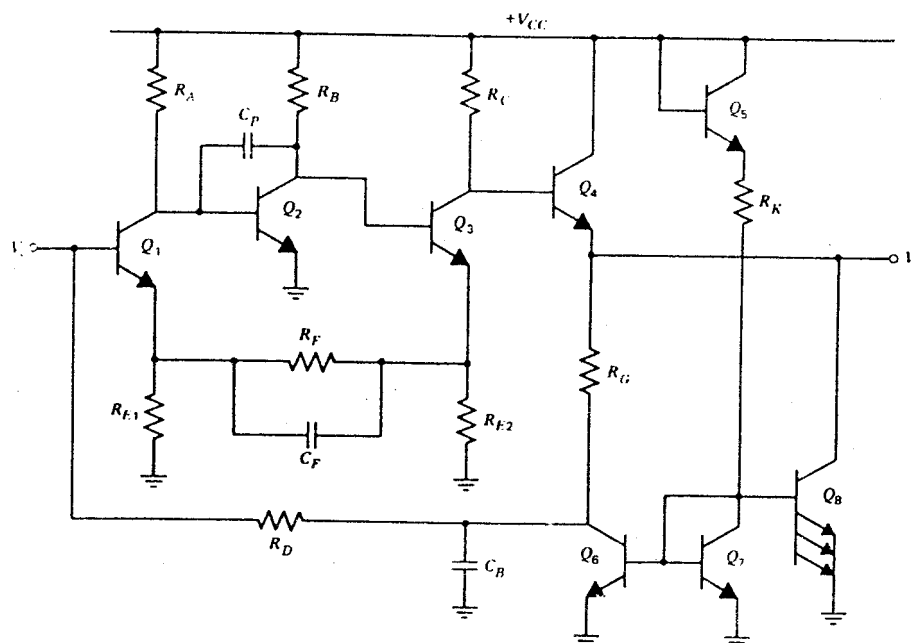 +V_CC
R_A
R_B
R_C
C_P
Q_5
Q_1
Q_2
Q_3
Q_4
R_K
R_F
R_G
R_E1
C_F
R_E2
R_D
C_B
Q_6
Q_7
Q_8